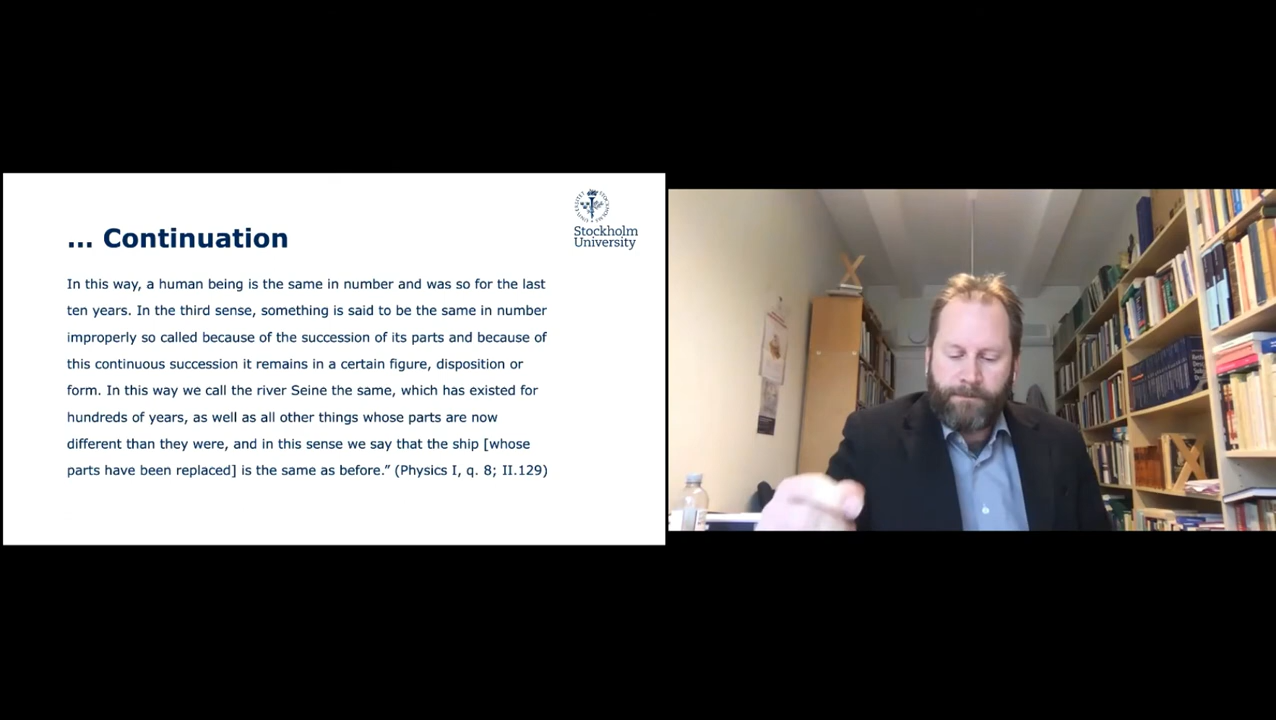 ... Continuation
Stockholm
University
In this way, a human being is the same in number and was so for the last
ten years. In the third sense, something is said to be the same in number
improperly so called because of the succession of its parts and because of
this continuous succession it remains in a certain figure, disposition or
form. In this way we call the river Seine the same, which has existed for
hundreds of years, as well as all other things whose parts are now
different than they were, and in this sense we say that the ship [whose
parts have been replaced] is the same as before.” (Physics I, q. 8; II.129)